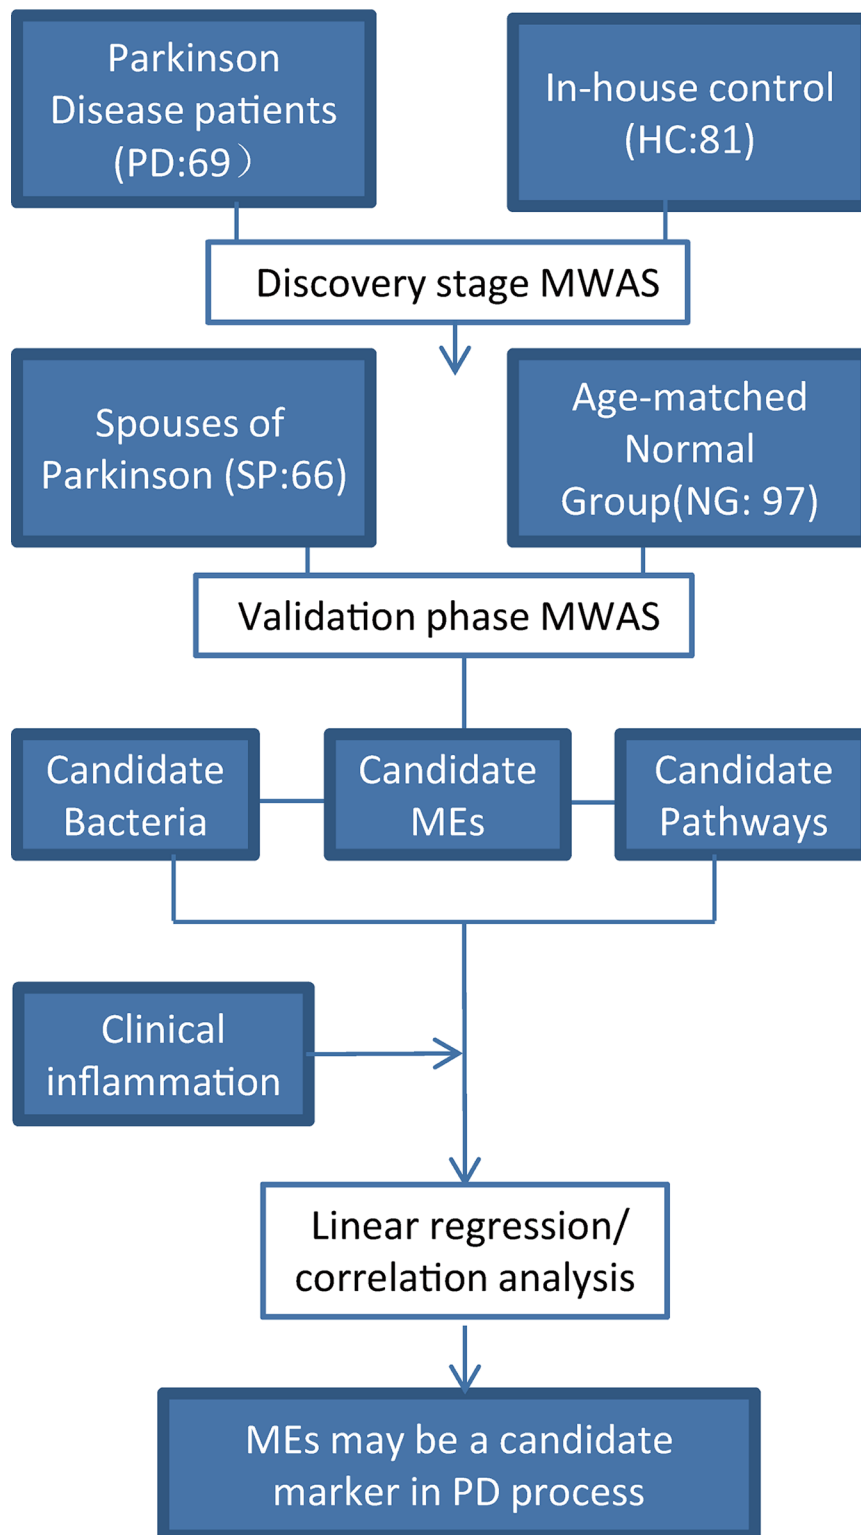 Parkinson
Disease patients
(PD:69）
In-house control
(HC:81)
Discovery stage MWAS
Spouses of
Parkinson (SP:66)
Age-matched
Normal
Group(NG: 97)
Validation phase MWAS
Candidate
Bacteria
Candidate
MEs
Candidate
Pathways
Clinical
inflammation
Linear regression/
correlation analysis
MEs may be a candidate
marker in PD process